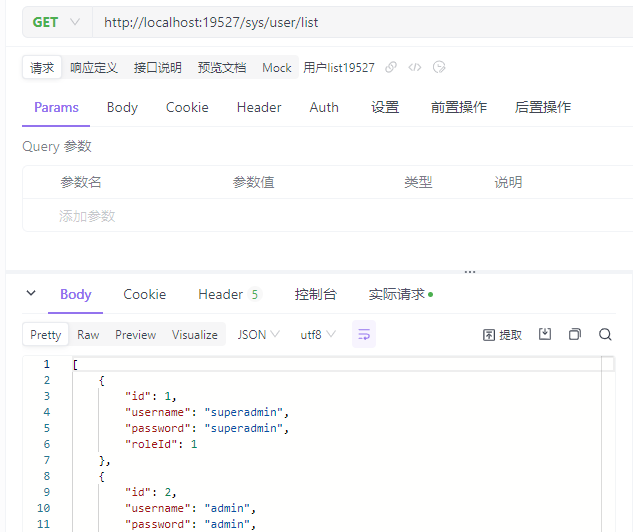 GET http://localhost:19527/sys/user/list
请求 响应定义 接口说明 预览文档 Mock 用户list19527
Params Body Cookie Header Auth 设置 前置操作 后置操作
Query 参数
参数名 参数值 类型 说明
添加参数
Body Cookie Header 5 控制台 实际请求
Pretty Raw Preview Visualize JSON utf8 提取
1 [
2 {
3 "id": 1,
4 "username": "superadmin",
5 "password": "superadmin",
6 "roleId": 1
7 },
8 {
9 "id": 2,
10 "username": "admin",
11 "password": "admin",